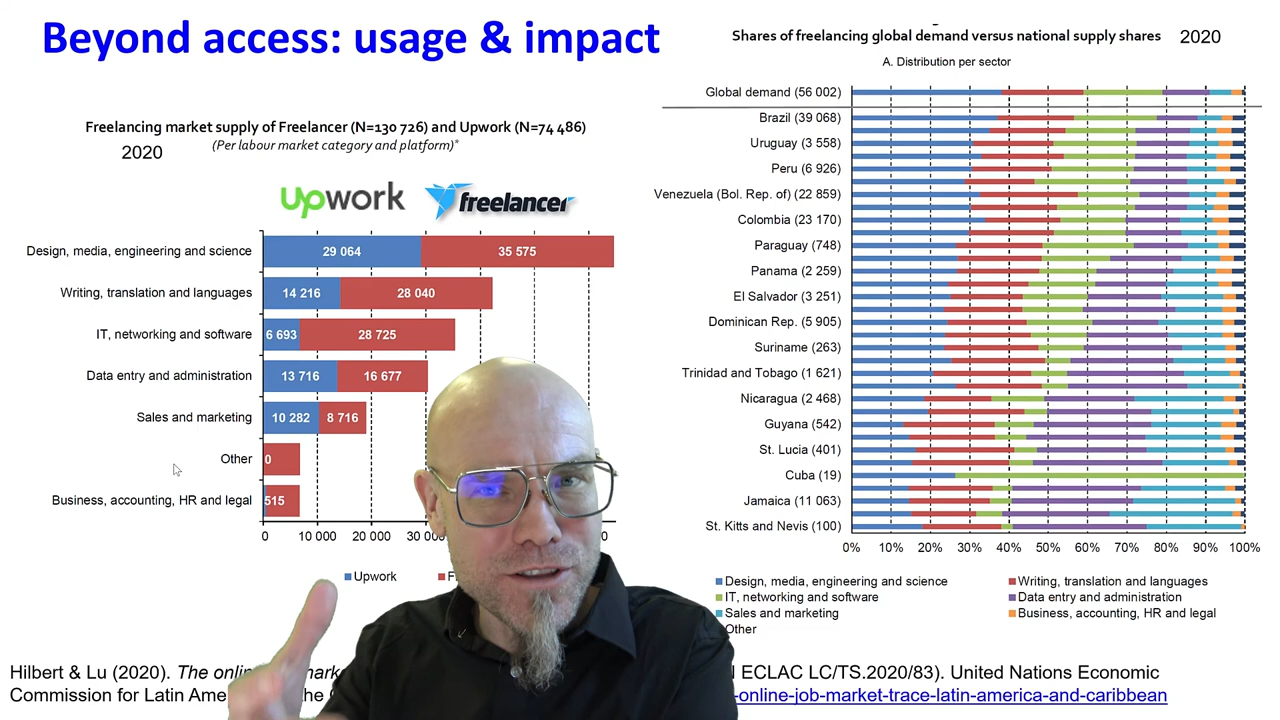 Beyond access: usage & impact
Freelancing market supply of Freelancer (N=130 726) and Upwork (N=74 486)
2020
(Per labour market category and platform)*
upwork
freelancer
Design, media, engineering and science
29 064
35 575
Writing, translation and languages
14 216
28 040
IT, networking and software
6 693
28 725
Data entry and administration
13 716
16 677
Sales and marketing
10 282
8 716
Other
0
Business, accounting, HR and legal
515
0
10 000
20 000
Upwork
Shares of freelancing global demand versus national supply shares
2020
A. Distribution per sector
Global demand (56 002)
Brazil (39 068)
Uruguay (3 558)
Peru (6 926)
Venezuela (Bol. Rep. of) (22 859)
Colombia (23 170)
Paraguay (748)
Panama (2 259)
El Salvador (3 251)
Dominican Rep. (5 905)
Suriname (263)
Trinidad and Tobago (1 621)
Nicaragua (2 468)
Guyana (542)
St. Lucia (401)
Cuba (19)
Jamaica (11 063)
St. Kitts and Nevis (100)
0% 10% 20% 30% 40% 50% 60% 70% 80% 90% 100%
Design, media, engineering and science
Writing, translation and languages
IT, networking and software
Data entry and administration
Sales and marketing
Business, accounting, HR and legal
Other
Hilbert & Lu (2020). The ECLAC LC/TS.2020/83). United Nations Economic
Commission for Latin -online-job-market-trace-latin-america-and-caribbean